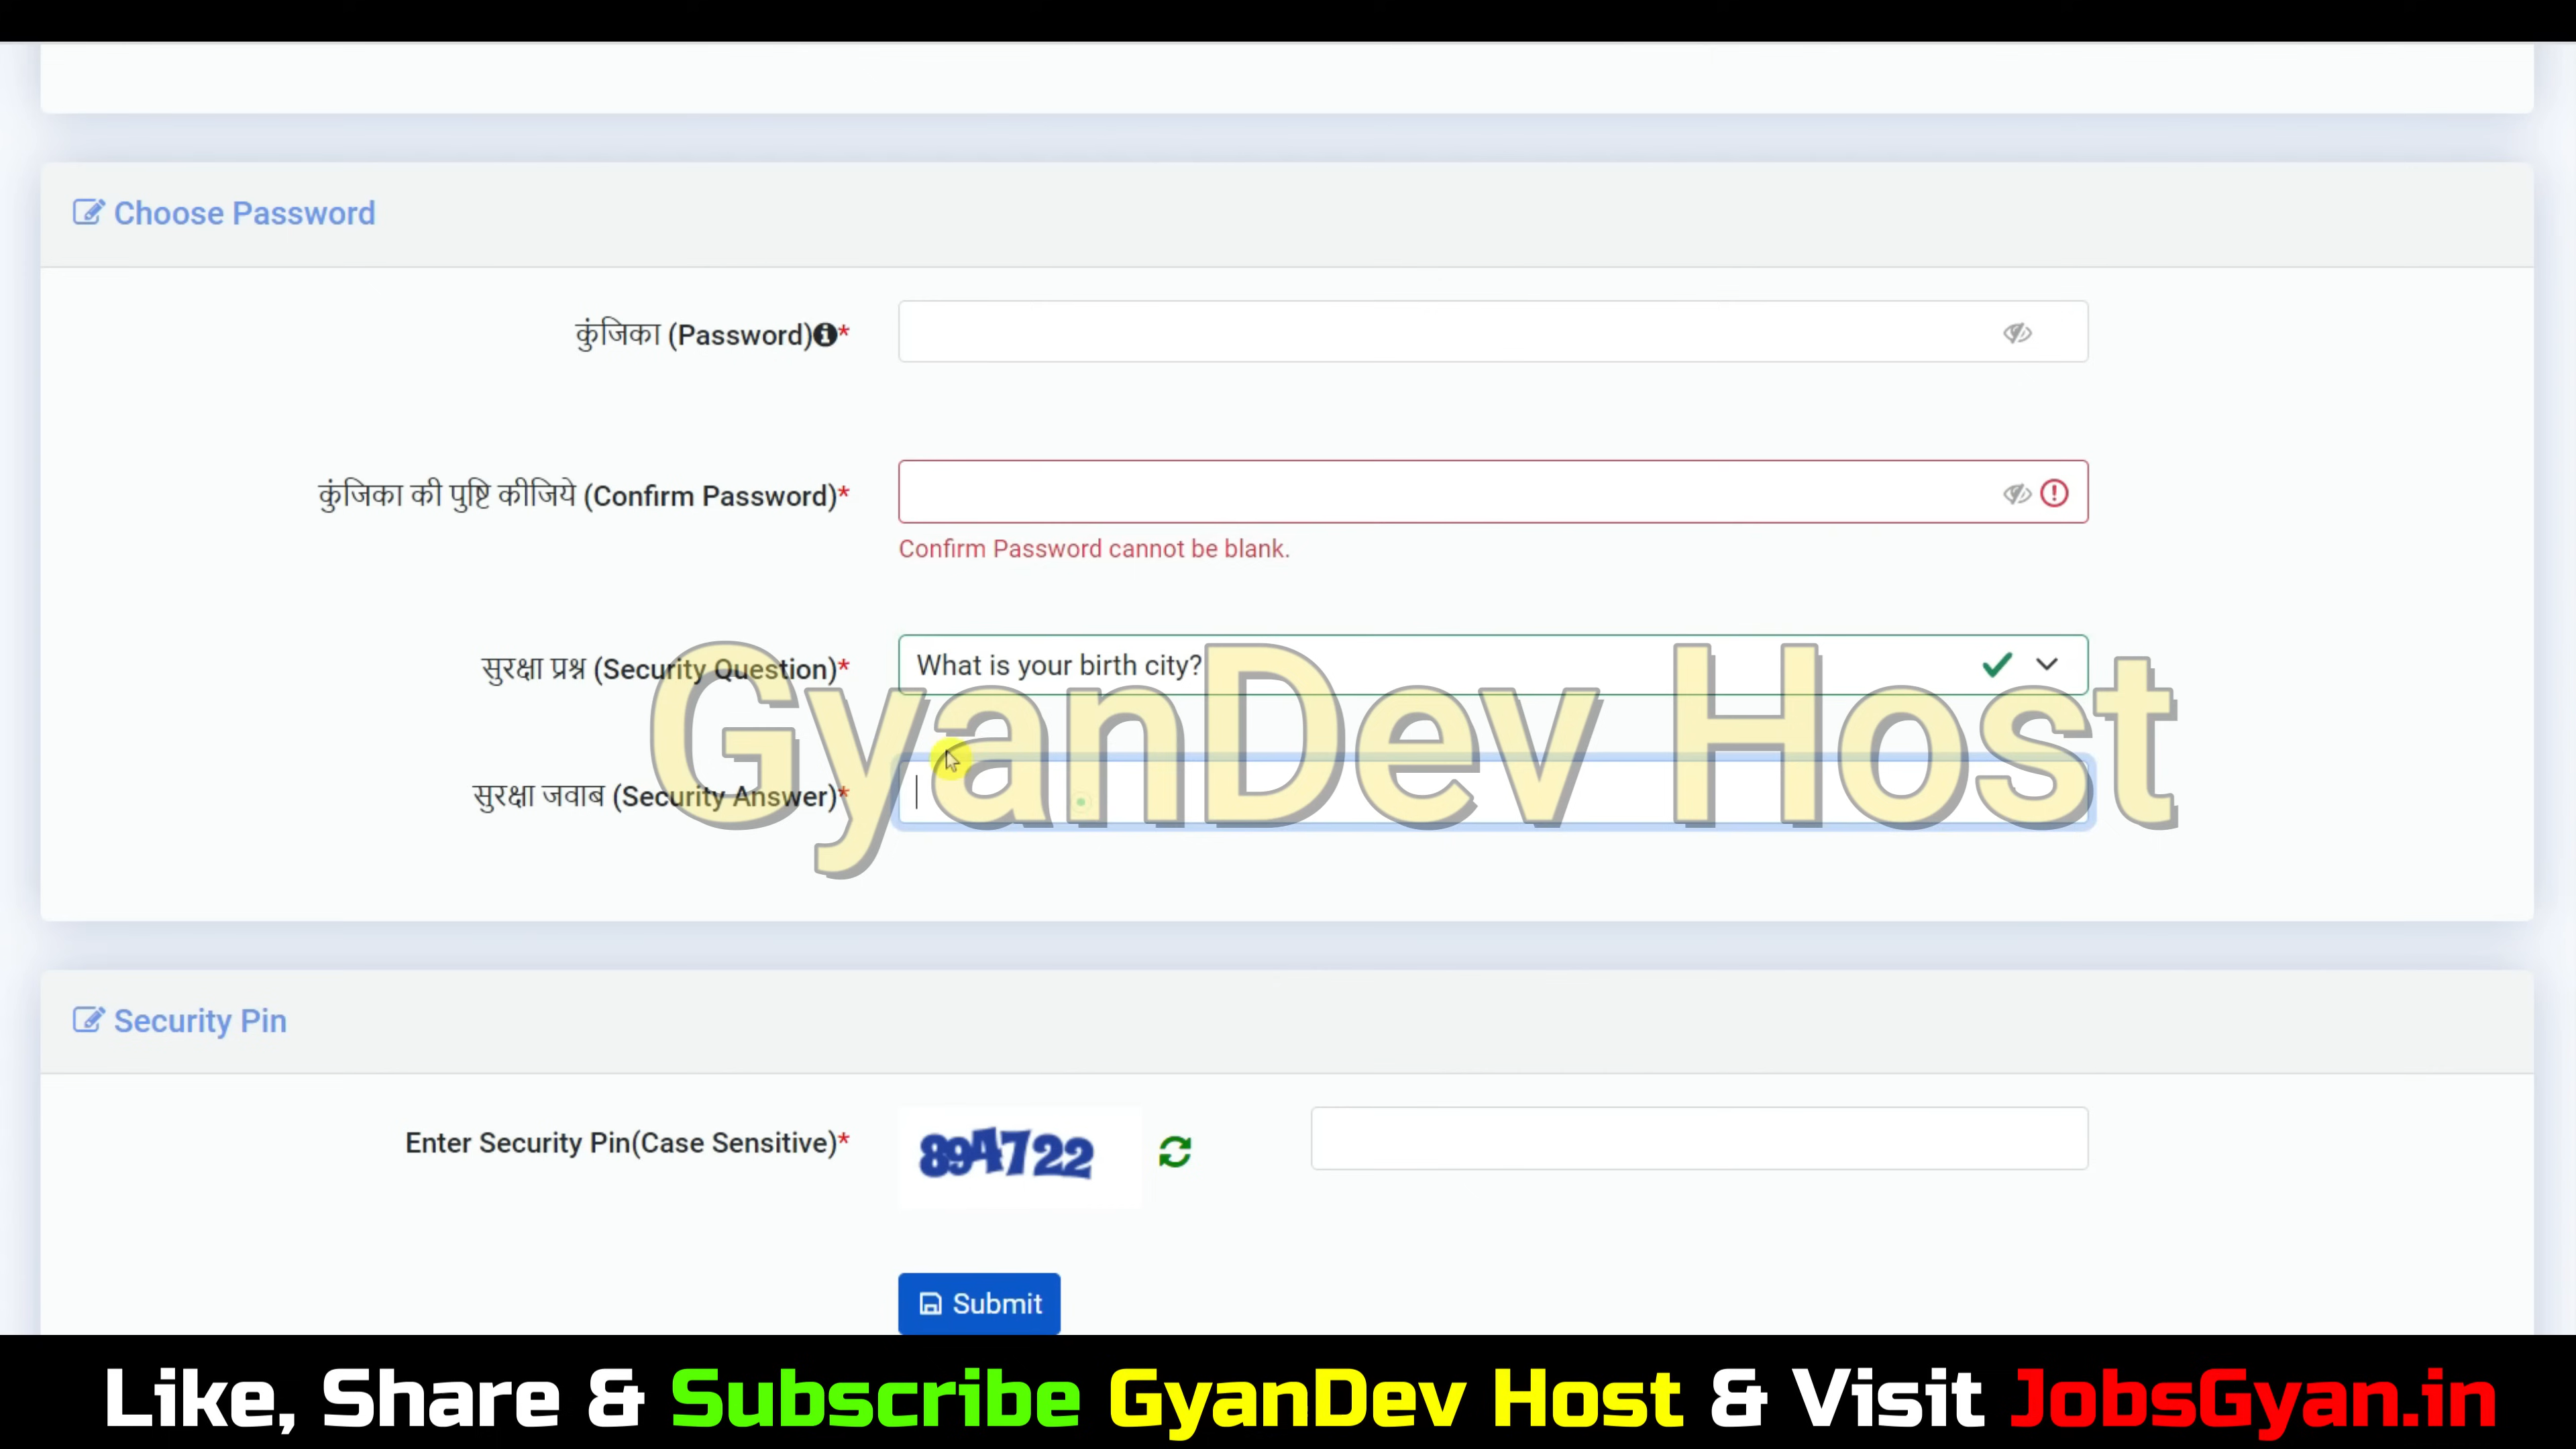 Choose Password
कुंजिका (Password)*
कुंजिका की पुष्टि कीजिये (Confirm Password)*
Confirm Password cannot be blank.
सुरक्षा प्रश्न (Security Question)*
What is your birth city?
GyanDev Host
सुरक्षा जवाब (Security Answer)*
Security Pin
Enter Security Pin(Case Sensitive)*
894722
Submit
Like, Share & Subscribe GyanDev Host & Visit JobsGyan.in